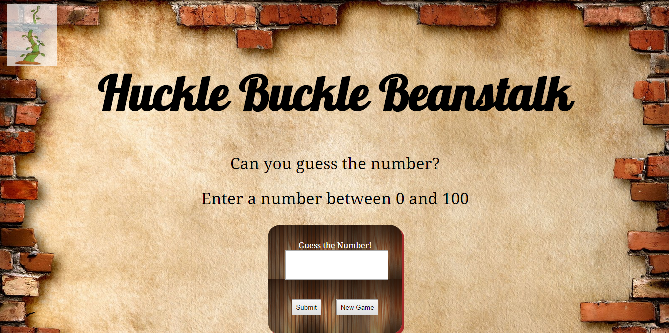 Huckle Buckle Beanstalk
Can you guess the number?
Enter a number between 0 and 100
Guess the Number!
Submit New Game